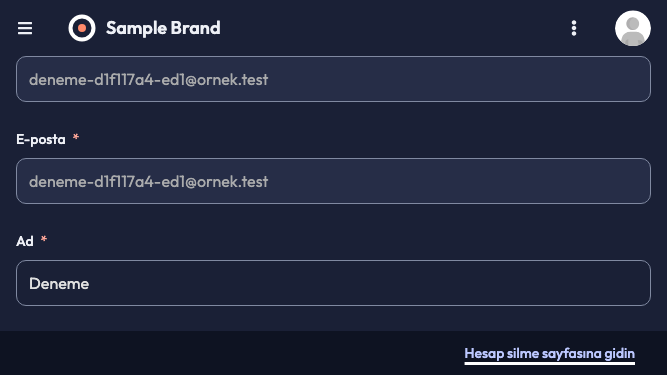 Sample Brand
deneme-d1f117a4-ed1@ornek.test
E-posta *
deneme-d1f117a4-ed1@ornek.test
Ad *
Deneme
Hesap silme sayfasına gidin